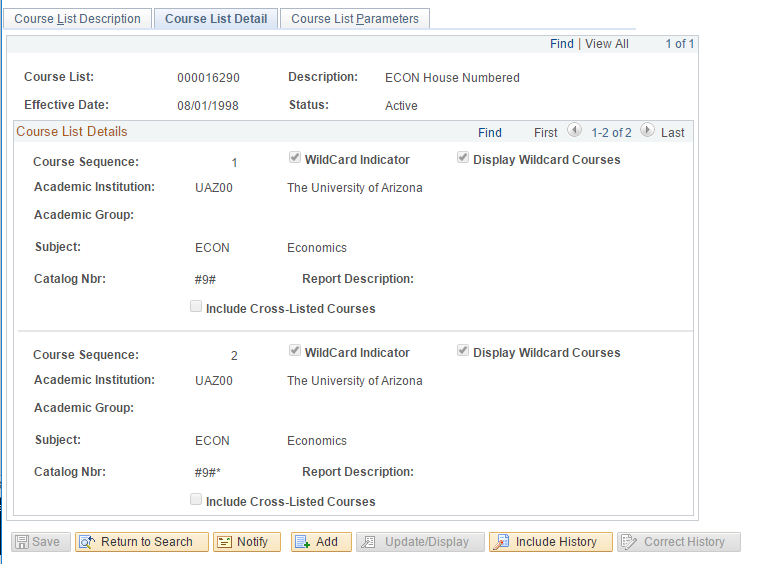 Course List Description Course List Detail Course List Parameters
Find | View All 1 of 1
Course List: 000016290 Description: ECON House Numbered
Effective Date: 08/01/1998 Status: Active
Course List Details Find First 1-2 of 2 Last
Course Sequence: 1 WildCard Indicator Display Wildcard Courses
Academic Institution: UAZ00 The University of Arizona
Academic Group:
Subject: ECON Economics
Catalog Nbr: #9# Report Description:
Include Cross-Listed Courses
Course Sequence: 2 WildCard Indicator Display Wildcard Courses
Academic Institution: UAZ00 The University of Arizona
Academic Group:
Subject: ECON Economics
Catalog Nbr: #9#* Report Description:
Include Cross-Listed Courses
Save Return to Search Notify Add Update/Display Include History Correct History